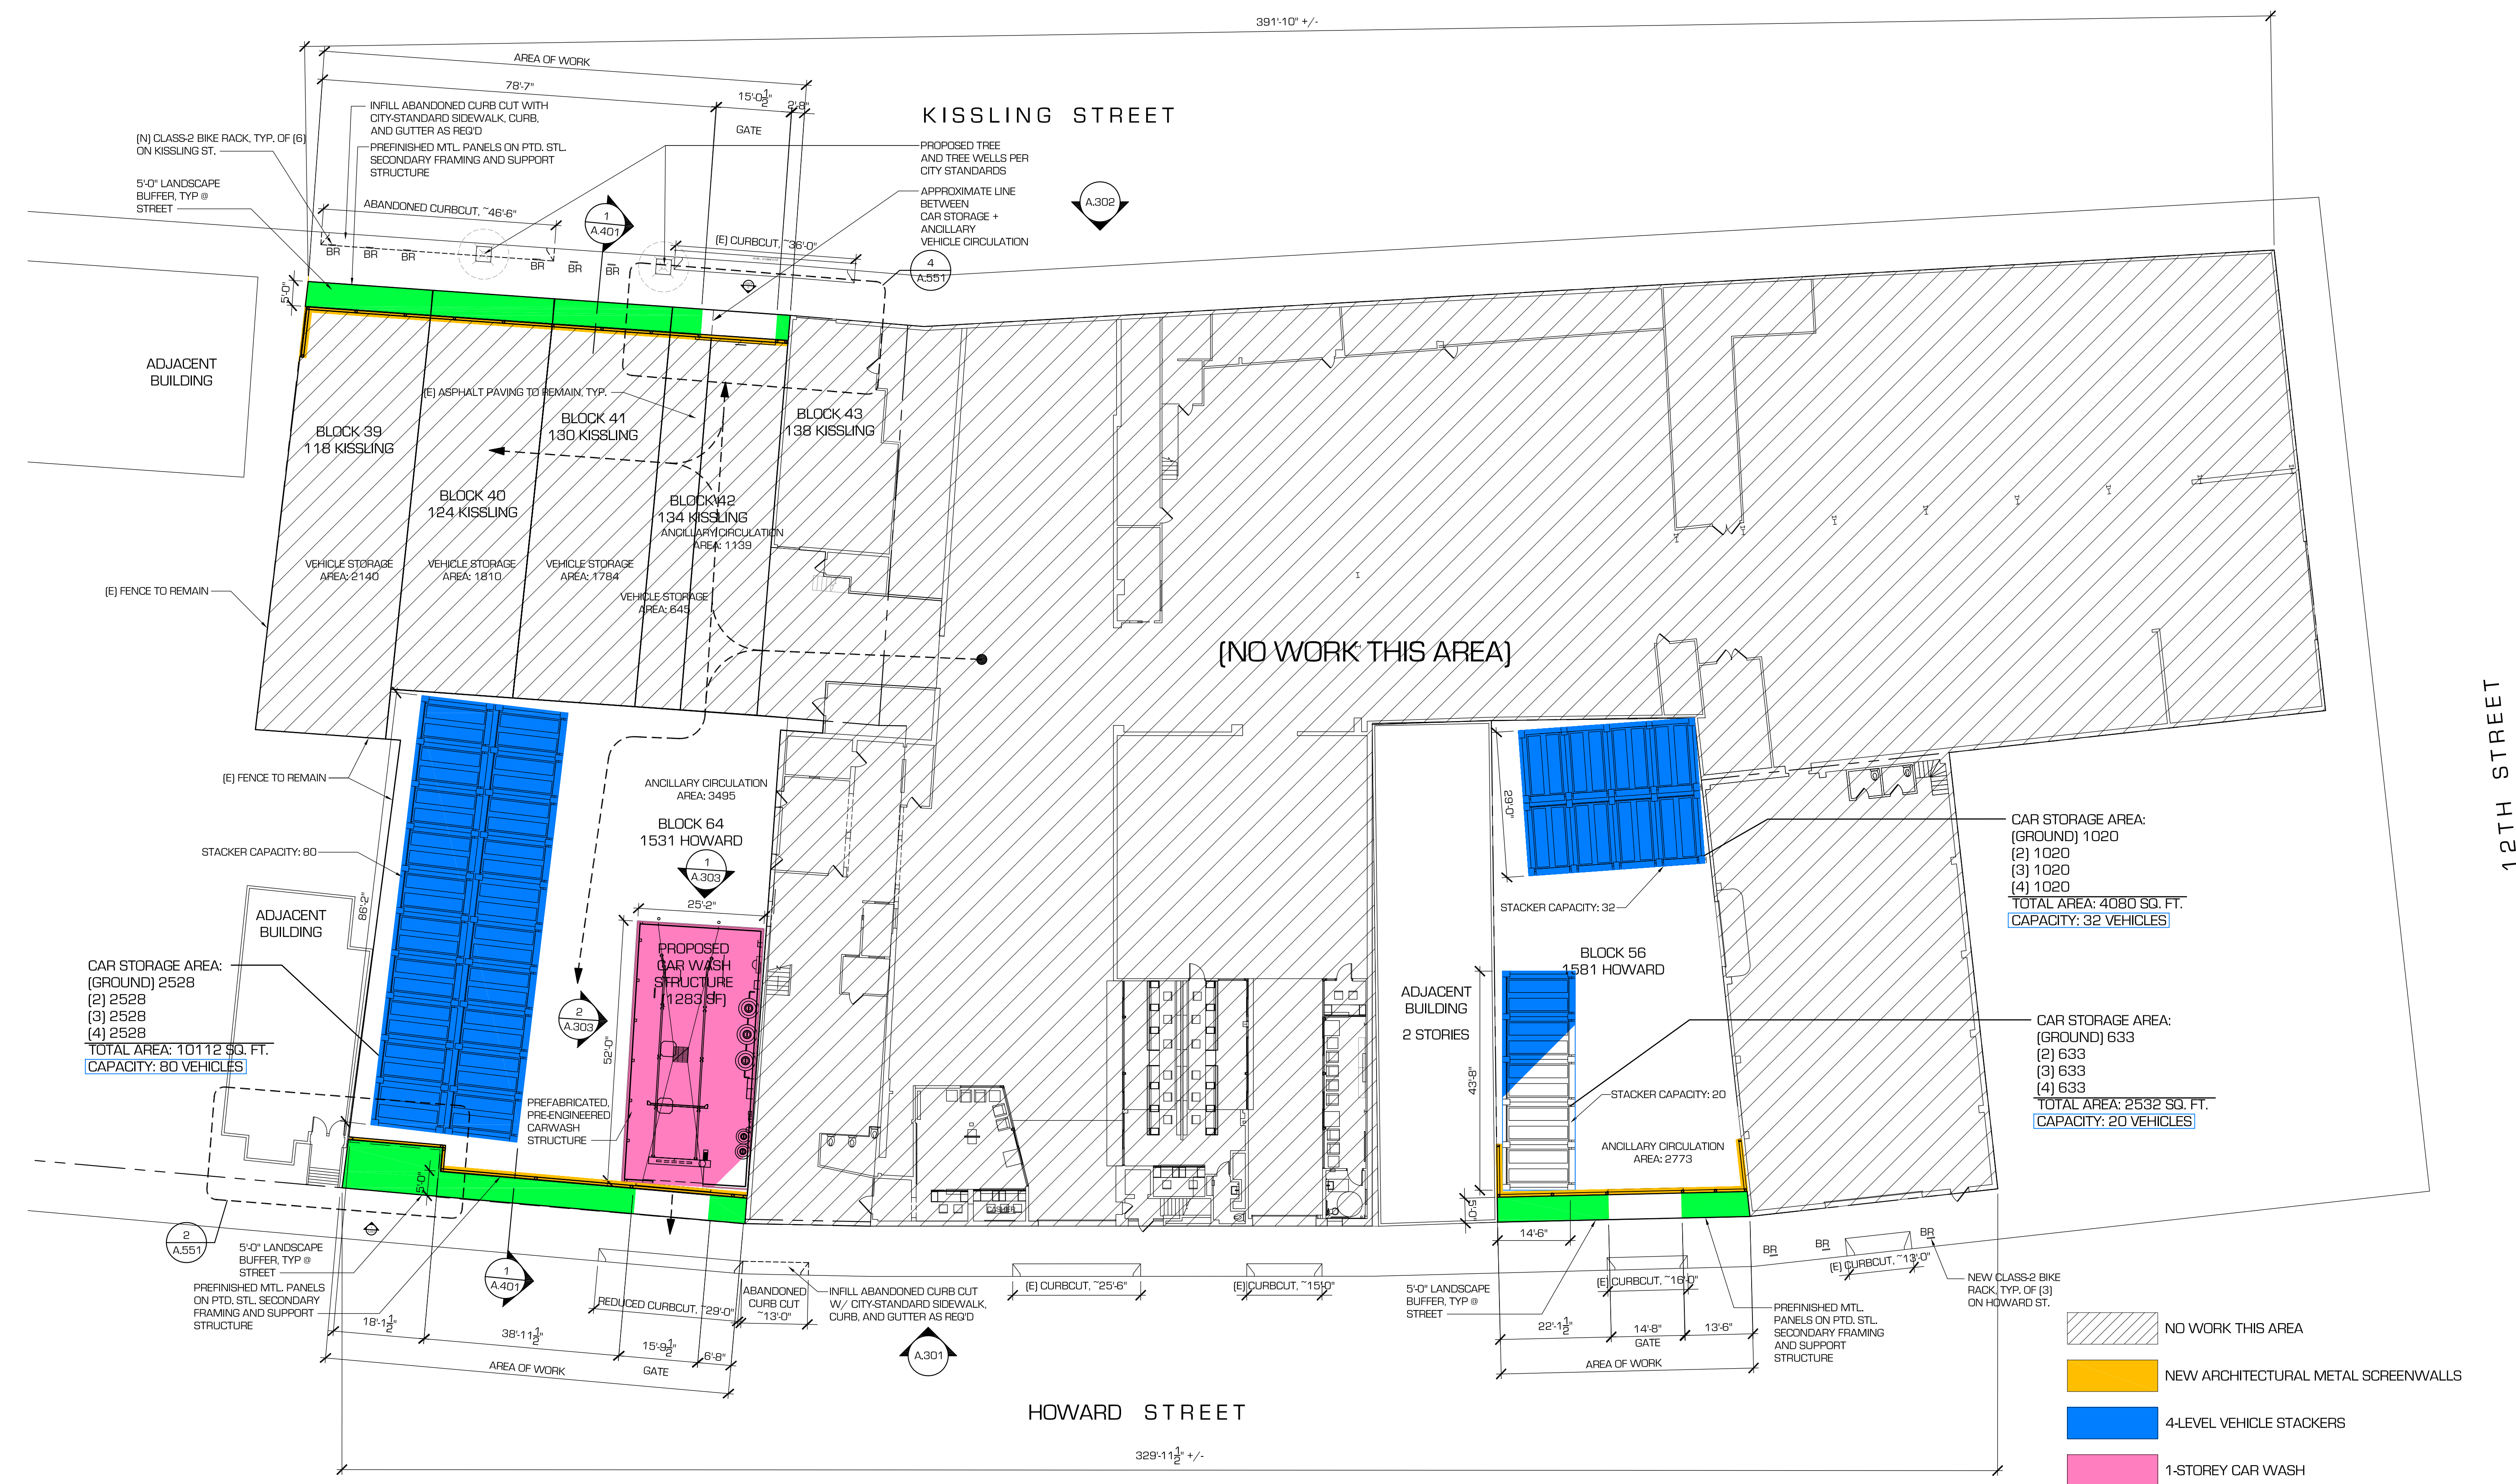 391'-10" +/-
AREA OF WORK
78'-7"
15'-0 1/2"
2'-8"
GATE
KISSLING STREET
INFILL ABANDONED CURB CUT WITH
CITY-STANDARD SIDEWALK, CURB,
AND GUTTER AS REQ'D
PREFINISHED MTL. PANELS ON PTD. STL.
SECONDARY FRAMING AND SUPPORT
STRUCTURE
(N) CLASS-2 BIKE RACK, TYP. OF (6)
ON KISSLING ST.
5'-0" LANDSCAPE
BUFFER, TYP @
STREET
PROPOSED TREE
AND TREE WELLS PER
CITY STANDARDS
APPROXIMATE LINE
BETWEEN
CAR STORAGE +
ANCILLARY
VEHICLE CIRCULATION
A.302
ABANDONED CURBCUT, ~46'-6"
1
A.401
(E) CURBCUT, ~36'-0"
4
A.551
BR
BR
BR
BR
BR
BR
5'-0"
ADJACENT
BUILDING
(E) ASPHALT PAVING TO REMAIN, TYP.
BLOCK 39
118 KISSLING
BLOCK 41
130 KISSLING
BLOCK 43
138 KISSLING
BLOCK 40
124 KISSLING
BLOCK 42
134 KISSLING
ANCILLARY CIRCULATION
AREA: 1139
VEHICLE STORAGE
AREA: 2140
VEHICLE STORAGE
AREA: 1810
VEHICLE STORAGE
AREA: 1784
VEHICLE STORAGE
AREA: 645
(E) FENCE TO REMAIN
(NO WORK THIS AREA)
12TH STREET
(E) FENCE TO REMAIN
ANCILLARY CIRCULATION
AREA: 3495
BLOCK 64
1531 HOWARD
1
A.303
25'-2"
STACKER CAPACITY: 80
86'-2"
ADJACENT
BUILDING
CAR STORAGE AREA:
(GROUND) 2528
(2) 2528
(3) 2528
(4) 2528
TOTAL AREA: 10112 SQ. FT.
CAPACITY: 80 VEHICLES
PROPOSED
CAR WASH
STRUCTURE
(1283 SF)
2
A.303
52'-0"
PREFABRICATED,
PRE-ENGINEERED
CARWASH
STRUCTURE
29'-0"
STACKER CAPACITY: 32
CAR STORAGE AREA:
(GROUND) 1020
(2) 1020
(3) 1020
(4) 1020
TOTAL AREA: 4080 SQ. FT.
CAPACITY: 32 VEHICLES
BLOCK 56
1581 HOWARD
ADJACENT
BUILDING
2 STORIES
43'-8"
STACKER CAPACITY: 20
CAR STORAGE AREA:
(GROUND) 633
(2) 633
(3) 633
(4) 633
TOTAL AREA: 2532 SQ. FT.
CAPACITY: 20 VEHICLES
ANCILLARY CIRCULATION
AREA: 2773
CASHIER
5'-0"
5'-0"
14'-6"
2
A.551
5'-0" LANDSCAPE
BUFFER, TYP @
STREET
PREFINISHED MTL. PANELS
ON PTD. STL. SECONDARY
FRAMING AND SUPPORT
STRUCTURE
1
A.401
REDUCED CURBCUT, ~29'-0"
ABANDONED
CURB CUT
~13'-0"
INFILL ABANDONED CURB CUT
W/ CITY-STANDARD SIDEWALK,
CURB, AND GUTTER AS REQ'D
(E) CURBCUT, ~25'-6"
(E) CURBCUT, ~15'-0"
5'-0" LANDSCAPE
BUFFER, TYP @
STREET
(E) CURBCUT, ~16'-0"
BR
BR
BR
(E) CURBCUT, ~13'-0"
NEW CLASS-2 BIKE
RACK, TYP. OF (3)
ON HOWARD ST.
PREFINISHED MTL.
PANELS ON PTD. STL.
SECONDARY FRAMING
AND SUPPORT
STRUCTURE
18'-1 1/2"
38'-11 1/2"
15'-9 1/2"
6'-8"
GATE
AREA OF WORK
A.301
22'-1 1/2"
14'-8"
GATE
13'-6"
AREA OF WORK
HOWARD STREET
329'-11 1/2" +/-
NO WORK THIS AREA
NEW ARCHITECTURAL METAL SCREENWALLS
4-LEVEL VEHICLE STACKERS
1-STOREY CAR WASH